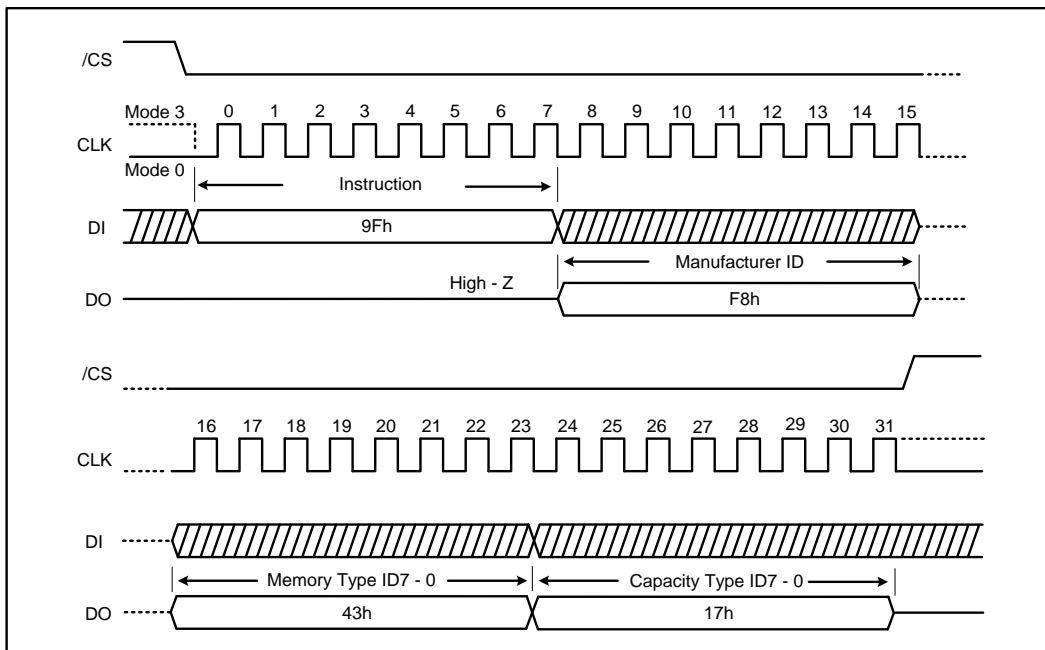 /CS
Mode 3 0 1 2 3 4 5 6 7 8 9 10 11 12 13 14 15
CLK
Mode 0
Instruction
DI 9Fh
Manufacturer ID
High - Z
DO F8h
/CS
16 17 18 19 20 21 22 23 24 25 26 27 28 29 30 31
CLK
DI
Memory Type ID7 - 0 Capacity Type ID7 - 0
DO 43h 17h